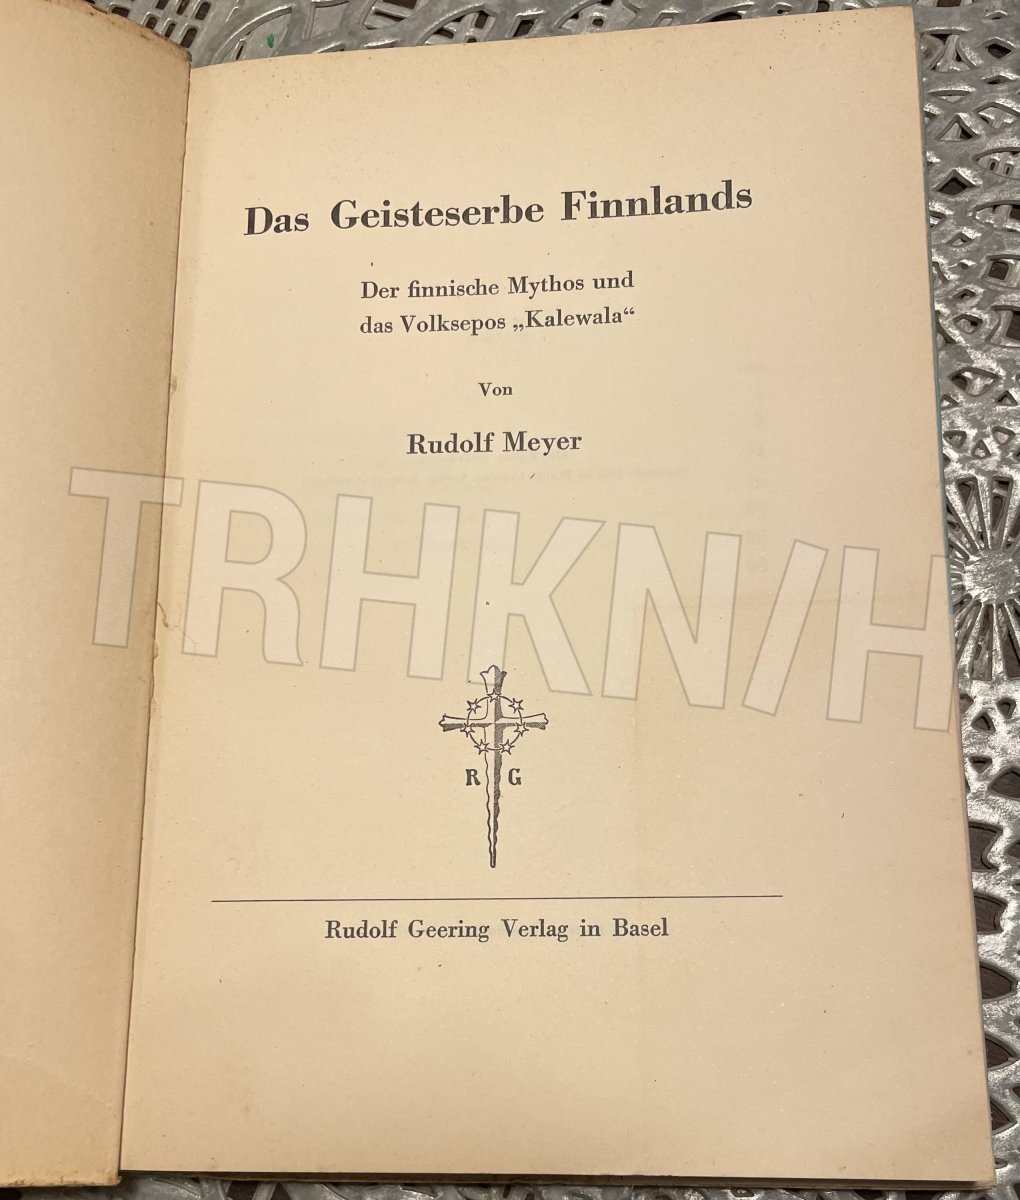 Das Geisteserbe Finnlands
Der finnische Mythos und
das Volksepos „Kalewala“
Von
Rudolf Meyer
TRHKN/H
R G
Rudolf Geering Verlag in Basel